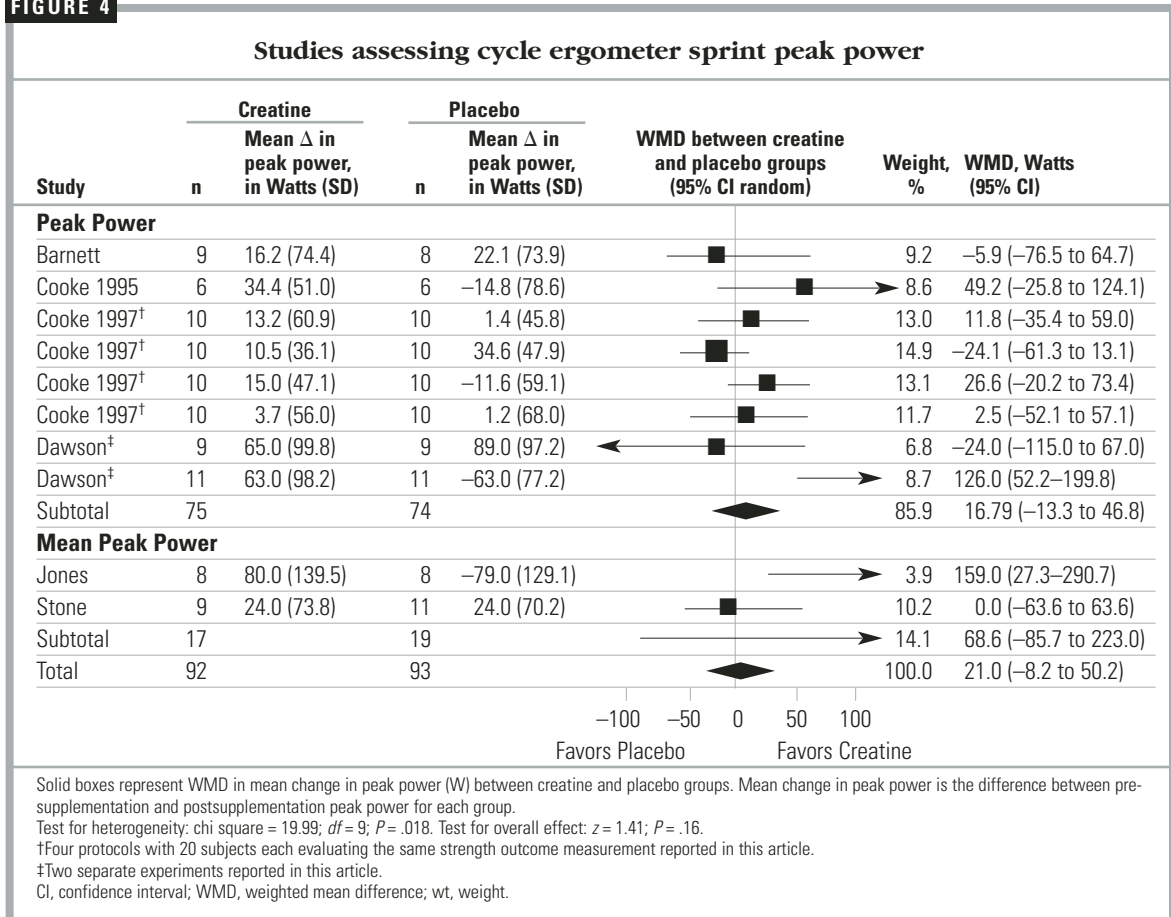 FIGURE 4
Studies assessing cycle ergometer sprint peak power
Creatine Placebo
Mean Δ in Mean Δ in WMD between creatine
peak power, peak power, and placebo groups Weight, WMD, Watts
Study n in Watts (SD) n in Watts (SD) (95% CI random) % (95% CI)
Peak Power
Barnett 9 16.2 (74.4) 8 22.1 (73.9) 9.2 –5.9 (–76.5 to 64.7)
Cooke 1995 6 34.4 (51.0) 6 –14.8 (78.6) 8.6 49.2 (–25.8 to 124.1)
Cooke 1997† 10 13.2 (60.9) 10 1.4 (45.8) 13.0 11.8 (–35.4 to 59.0)
Cooke 1997† 10 10.5 (36.1) 10 34.6 (47.9) 14.9 –24.1 (–61.3 to 13.1)
Cooke 1997† 10 15.0 (47.1) 10 –11.6 (59.1) 13.1 26.6 (–20.2 to 73.4)
Cooke 1997† 10 3.7 (56.0) 10 1.2 (68.0) 11.7 2.5 (–52.1 to 57.1)
Dawson‡ 9 65.0 (99.8) 9 89.0 (97.2) 6.8 –24.0 (–115.0 to 67.0)
Dawson‡ 11 63.0 (98.2) 11 –63.0 (77.2) 8.7 126.0 (52.2–199.8)
Subtotal 75 74 85.9 16.79 (–13.3 to 46.8)
Mean Peak Power
Jones 8 80.0 (139.5) 8 –79.0 (129.1) 3.9 159.0 (27.3–290.7)
Stone 9 24.0 (73.8) 11 24.0 (70.2) 10.2 0.0 (–63.6 to 63.6)
Subtotal 17 19 14.1 68.6 (–85.7 to 223.0)
Total 92 93 100.0 21.0 (–8.2 to 50.2)
–100 –50 0 50 100
Favors Placebo Favors Creatine
Solid boxes represent WMD in mean change in peak power (W) between creatine and placebo groups. Mean change in peak power is the difference between pre-
supplementation and postsupplementation peak power for each group.
Test for heterogeneity: chi square = 19.99; df = 9; P = .018. Test for overall effect: z = 1.41; P = .16.
†Four protocols with 20 subjects each evaluating the same strength outcome measurement reported in this article.
‡Two separate experiments reported in this article.
CI, confidence interval; WMD, weighted mean difference; wt, weight.